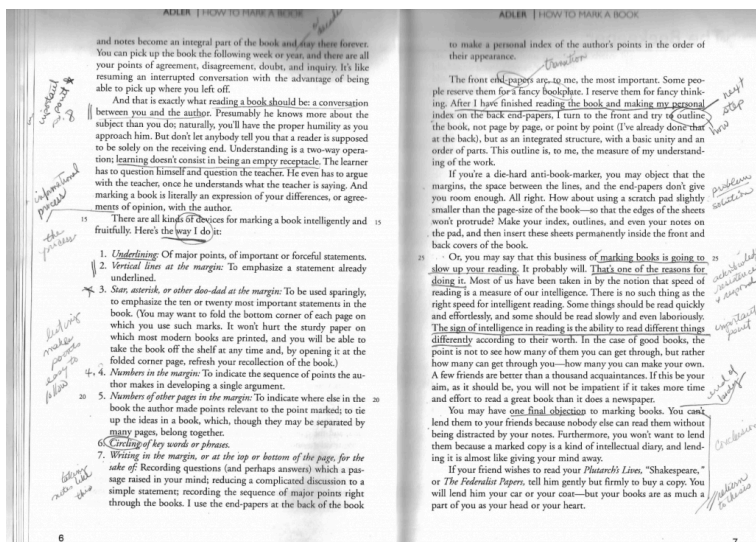 ADLER | HOW TO MARK A BOOK
and notes become an integral part of the book and stay there forever.
You can pick up the book the following week or year, and there are all
your points of agreement, disagreement, doubt, and inquiry. It's like
resuming an interrupted conversation with the advantage of being
able to pick up where you left off.
And that is exactly what reading a book should be: a conversation
between you and the author. Presumably he knows more about the
subject than you do; naturally, you'll have the proper humility as you
approach him. But don't let anybody tell you that a reader is supposed
to be solely on the receiving end. Understanding is a two-way opera-
tion; learning doesn't consist in being an empty receptacle. The learner
has to question himself and question the teacher. He even has to argue
with the teacher, once he understands what the teacher is saying. And
marking a book is literally an expression of your differences, or agree-
ments of opinion, with the author.
15 There are all kinds of devices for marking a book intelligently and 15
fruitfully. Here's the way I do it:
1. Underlining: Of major points, of important or forceful statements.
2. Vertical lines at the margin: To emphasize a statement already
underlined.
3. Star, asterisk, or other doo-dad at the margin: To be used sparingly,
to emphasize the ten or twenty most important statements in the
book. (You may want to fold the bottom corner of each page on
which you use such marks. It won't hurt the sturdy paper on
which most modern books are printed, and you will be able to
take the book off the shelf at any time and, by opening it at the
folded corner page, refresh your recollection of the book.)
4. 4. Numbers in the margin: To indicate the sequence of points the au-
thor makes in developing a single argument.
20 5. Numbers of other pages in the margin: To indicate where else in the 20
book the author made points relevant to the point marked; to tie
up the ideas in a book, which, though they may be separated by
many pages, belong together.
6. Circling of key words or phrases.
7. Writing in the margin, or at the top or bottom of the page, for the
sake of: Recording questions (and perhaps answers) which a pas-
sage raised in your mind; reducing a complicated discussion to a
simple statement; recording the sequence of major points right
through the books. I use the end-papers at the back of the book
6
important
point
p. 8
informational
process
the
process
listing
makes
process
easy to
follow
taking
notes like
this
ADLER | HOW TO MARK A BOOK
to make a personal index of the author's points in the order of
their appearance.
transition
The front end-papers are, to me, the most important. Some peo-
ple reserve them for a fancy bookplate. I reserve them for fancy think-
ing. After I have finished reading the book and making my personal
index on the back end-papers, I turn to the front and try to outline
the book, not page by page, or point by point (I've already done that
at the back), but as an integrated structure, with a basic unity and an
order of parts. This outline is, to me, the measure of my understand-
ing of the work.
If you're a die-hard anti-book-marker, you may object that the
margins, the space between the lines, and the end-papers don't give
you room enough. All right. How about using a scratch pad slightly
smaller than the page-size of the book—so that the edges of the sheets
won't protrude? Make your index, outlines, and even your notes on
the pad, and then insert these sheets permanently inside the front and
back covers of the book.
25 Or, you may say that this business of marking books is going to 25
slow up your reading. It probably will. That's one of the reasons for
doing it. Most of us have been taken in by the notion that speed of
reading is a measure of our intelligence. There is no such thing as the
right speed for intelligent reading. Some things should be read quickly
and effortlessly, and some should be read slowly and even laboriously.
The sign of intelligence in reading is the ability to read different things
differently according to their worth. In the case of good books, the
point is not to see how many of them you can get through, but rather
how many can get through you—how many you can make your own.
A few friends are better than a thousand acquaintances. If this be your
aim, as it should be, you will not be impatient if it takes more time
and effort to read a great book than it does a newspaper.
You may have one final objection to marking books. You can't
lend them to your friends because nobody else can read them without
being distracted by your notes. Furthermore, you won't want to lend
them because a marked copy is a kind of intellectual diary, and lend-
ing it is almost like giving your mind away.
If your friend wishes to read your Plutarch's Lives, "Shakespeare,"
or The Federalist Papers, tell him gently but firmly to buy a copy. You
will lend him your car or your coat—but your books are as much a
part of you as your head or your heart.
next
step
problem
solution
important
point
end of
Conclusion
return
to thesis
7